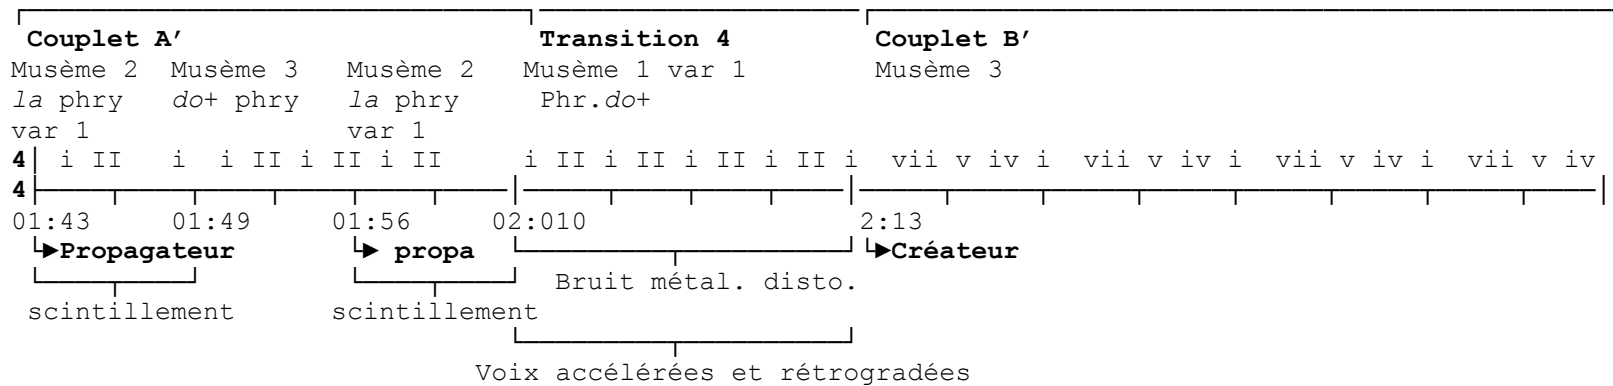 Couplet A’ Transition 4 Couplet B’
Musème 2 Musème 3 Musème 2 Musème 1 var 1 Musème 3
la phry do+ phry la phry Phr.do+
var 1 var 1
4 i II i i II i II i II i II i II i II i II i vii v iv i vii v iv i vii v iv i vii v iv
4
01:43 01:49 01:56 02:010 2:13
Propagateur propa Créateur
Bruit métal. disto.
scintillement scintillement
Voix accélérées et rétrogradées